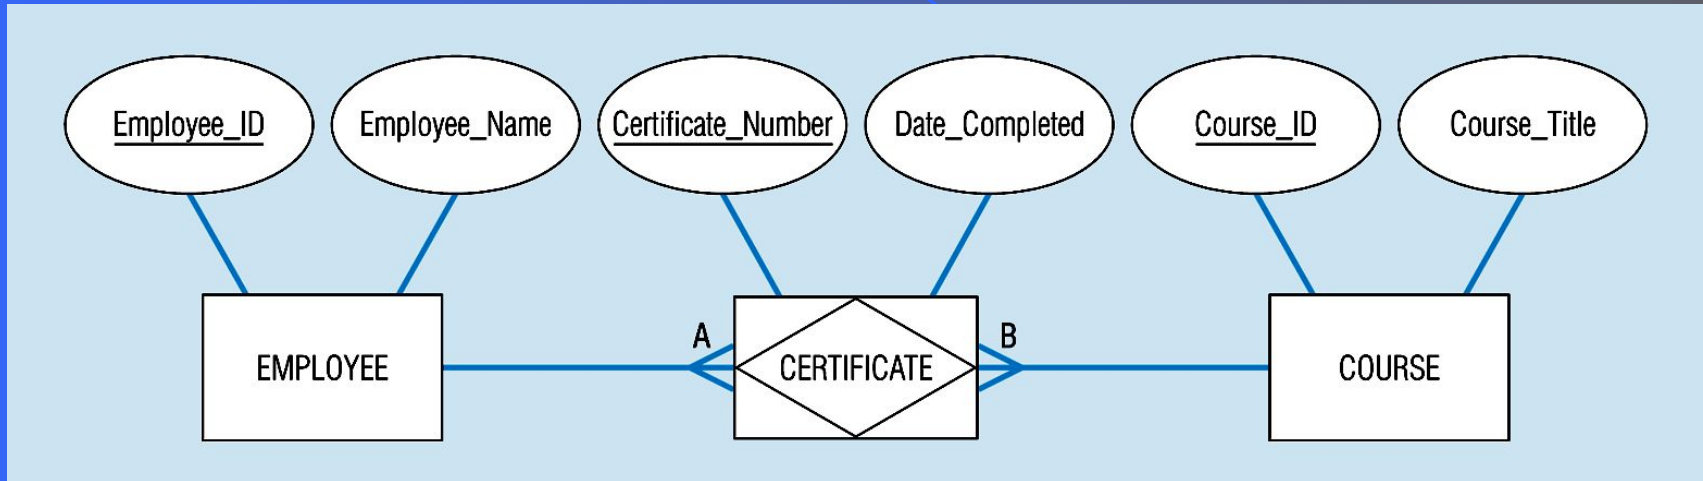 Employee_ID
Employee_Name
Certificate_Number
Date_Completed
Course_ID
Course_Title
A
B
EMPLOYEE
CERTIFICATE
COURSE